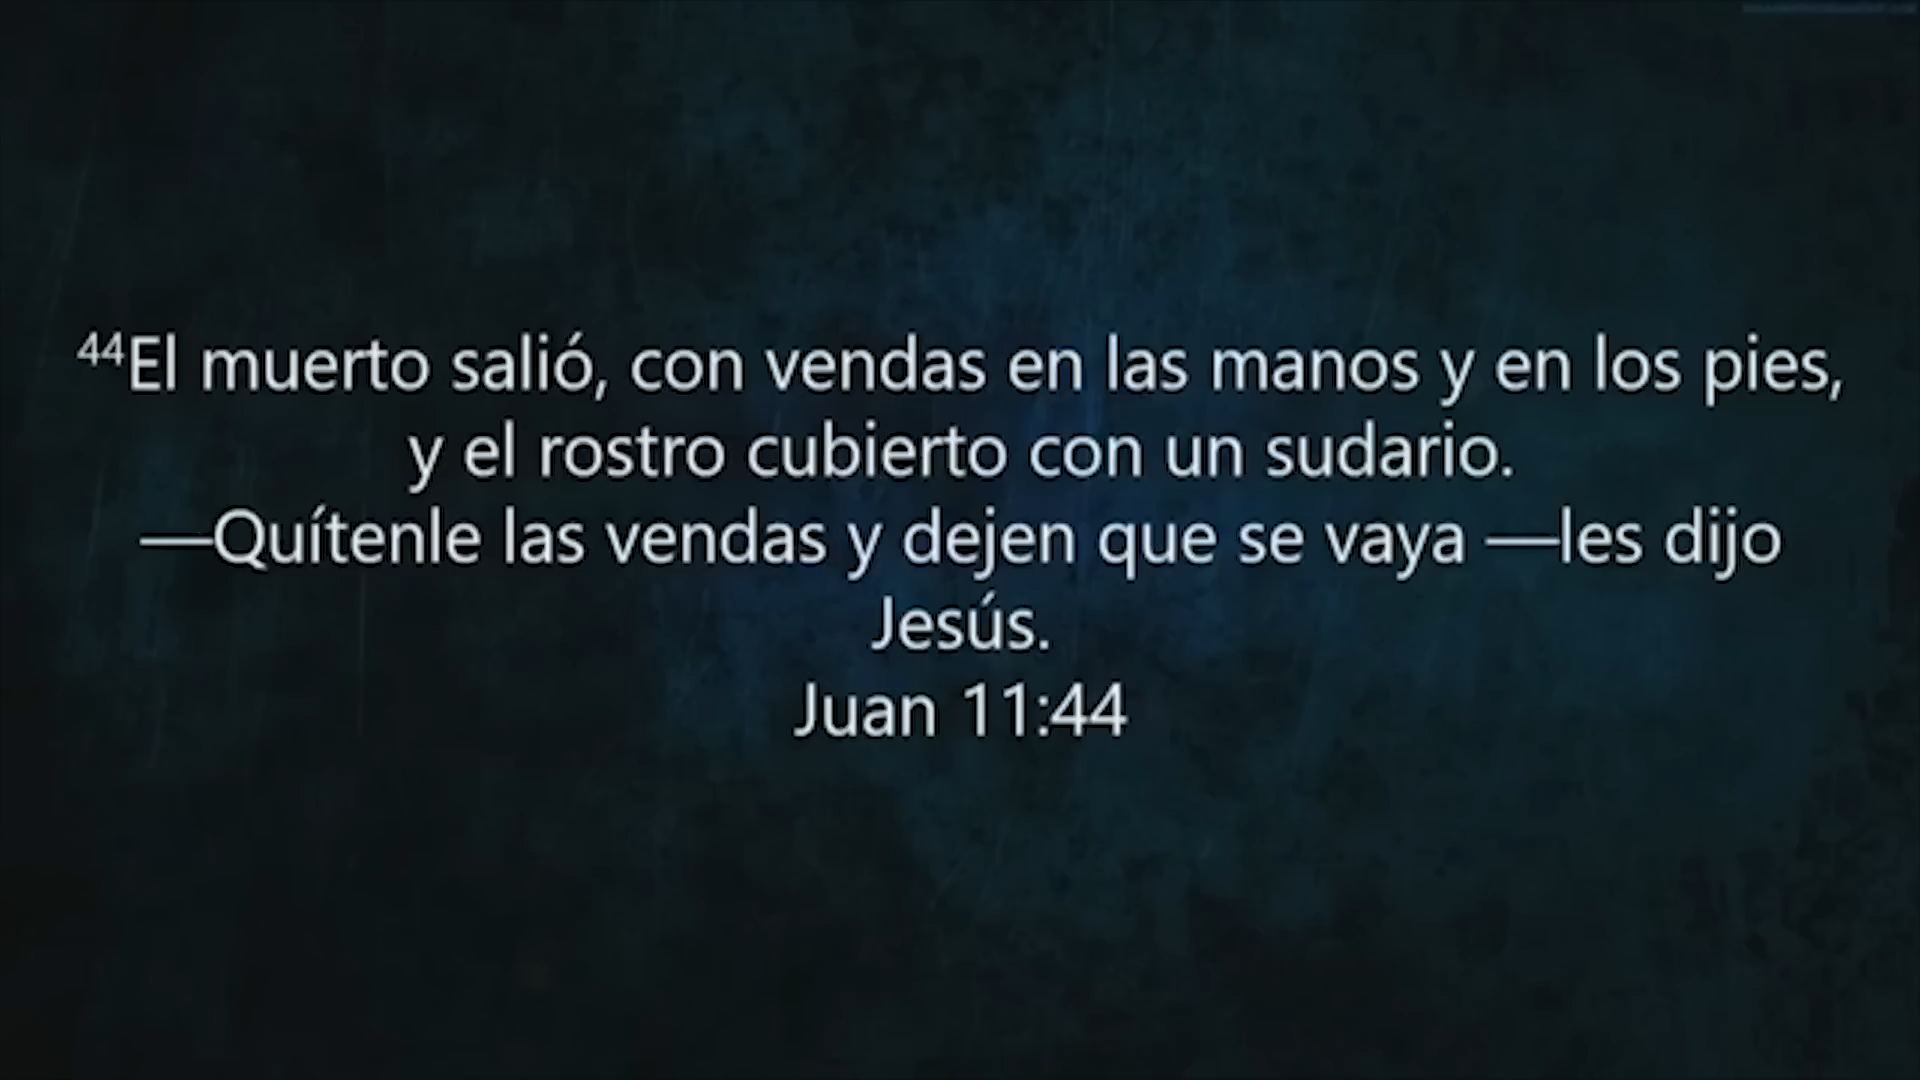 ⁴⁴El muerto salió, con vendas en las manos y en los pies,
y el rostro cubierto con un sudario.
—Quítenle las vendas y dejen que se vaya —les dijo
Jesús.
Juan 11:44